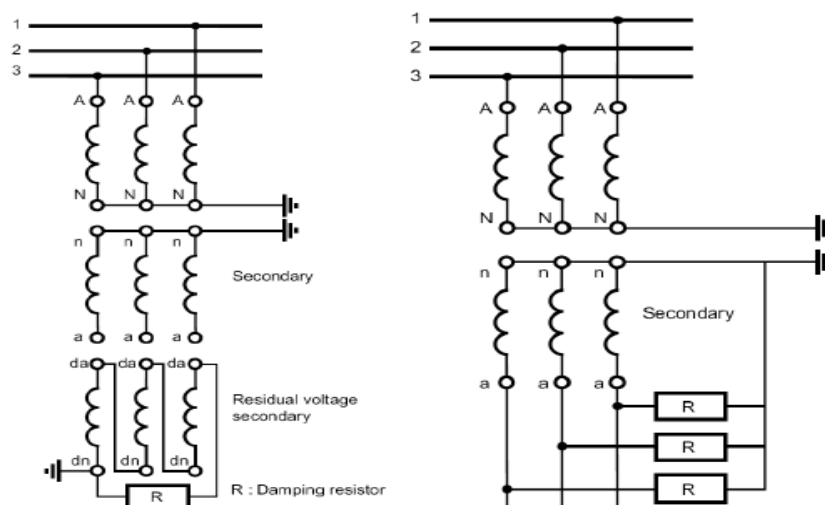 1
2
3
A A A
N N N
n n n
Secondary
a a a
da da da
Residual voltage
secondary
dn dn dn
R
R : Damping resistor
1
2
3
A A A
N N N
n n n
Secondary
a a a
R
R
R